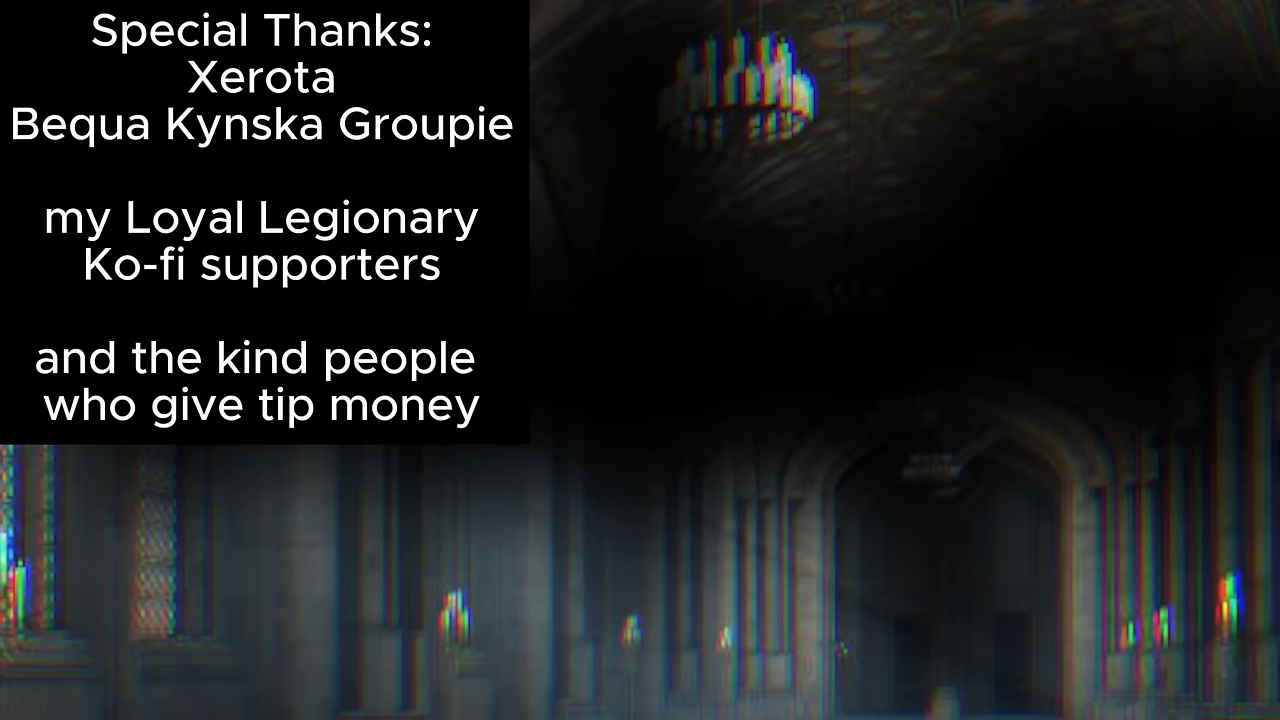 Special Thanks:
Xerota
Bequa Kynska Groupie
my Loyal Legionary
Ko-fi supporters
and the kind people
who give tip money